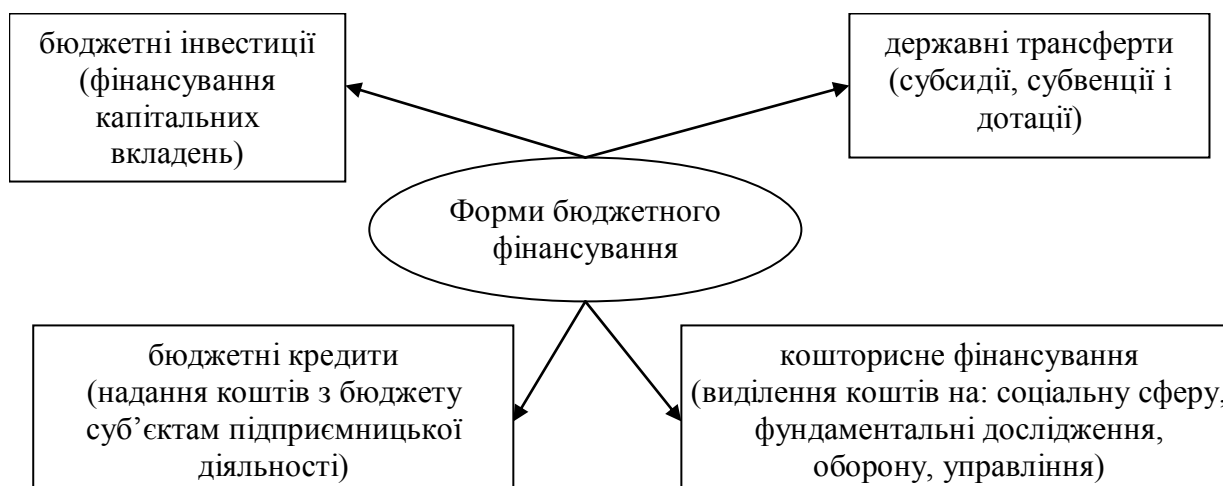 бюджетні інвестиції
(фінансування
капітальних
вкладень)
державні трансферти
(субсидії, субвенції і
дотації)
Форми бюджетного
фінансування
бюджетні кредити
(надання коштів з бюджету
суб’єктам підприємницької
діяльності)
кошторисне фінансування
(виділення коштів на: соціальну сферу,
фундаментальні дослідження,
оборону, управління)